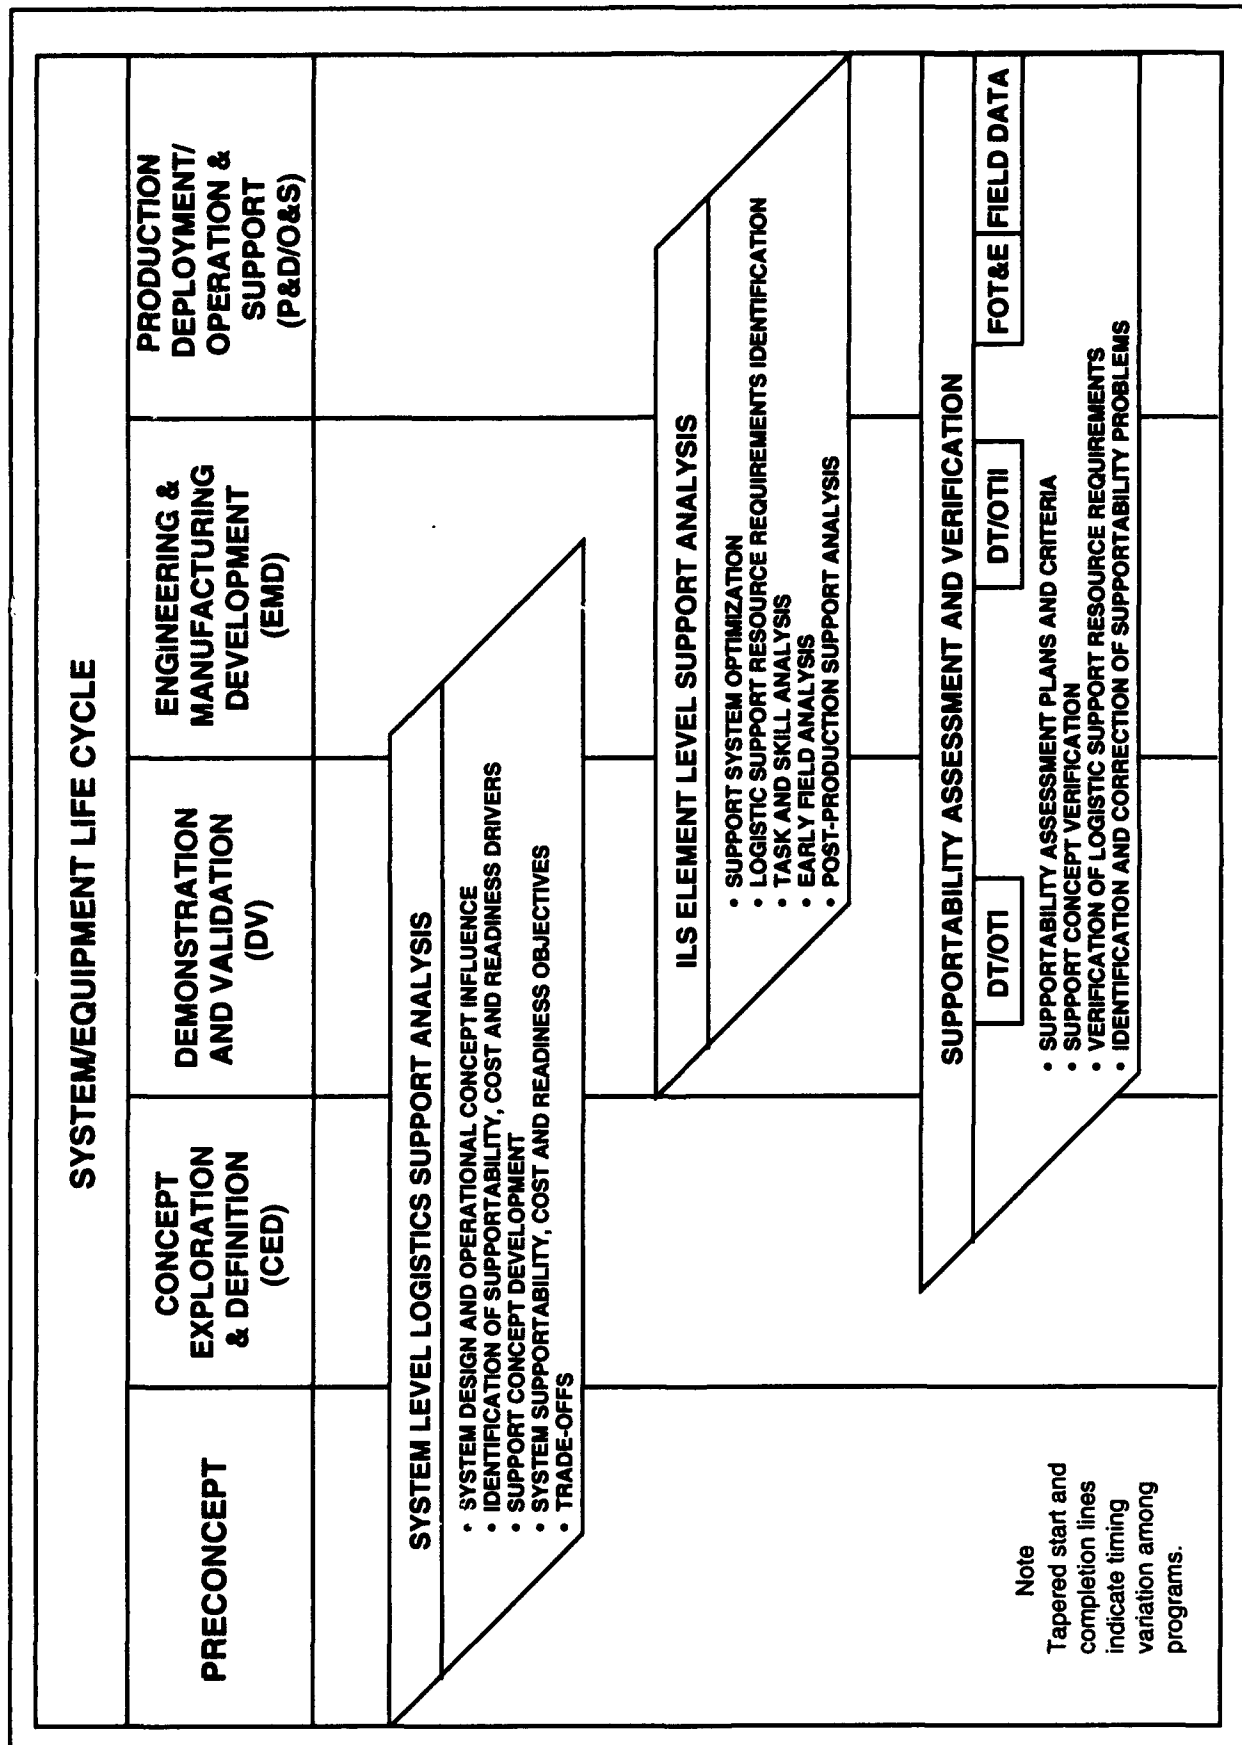 SYSTEM/EQUIPMENT LIFE CYCLE
PRECONCEPT
CONCEPT
EXPLORATION
& DEFINITION
(CED)
DEMONSTRATION
AND VALIDATION
(DV)
ENGINEERING &
MANUFACTURING
DEVELOPMENT
(EMD)
PRODUCTION
DEPLOYMENT/
OPERATION &
SUPPORT
(P&D/O&S)
SYSTEM LEVEL LOGISTICS SUPPORT ANALYSIS
• SYSTEM DESIGN AND OPERATIONAL CONCEPT INFLUENCE
• IDENTIFICATION OF SUPPORTABILITY, COST AND READINESS DRIVERS
• SUPPORT CONCEPT DEVELOPMENT
• SYSTEM SUPPORTABILITY, COST AND READINESS OBJECTIVES
• TRADE-OFFS
ILS ELEMENT LEVEL SUPPORT ANALYSIS
• SUPPORT SYSTEM OPTIMIZATION
• LOGISTIC SUPPORT RESOURCE REQUIREMENTS IDENTIFICATION
• TASK AND SKILL ANALYSIS
• EARLY FIELD ANALYSIS
• POST-PRODUCTION SUPPORT ANALYSIS
SUPPORTABILITY ASSESSMENT AND VERIFICATION
DT/OTI
DT/OTII
FOT&E
FIELD DATA
• SUPPORTABILITY ASSESSMENT PLANS AND CRITERIA
• SUPPORT CONCEPT VERIFICATION
• VERIFICATION OF LOGISTIC SUPPORT RESOURCE REQUIREMENTS
• IDENTIFICATION AND CORRECTION OF SUPPORTABILITY PROBLEMS
Note
Tapered start and
completion lines
indicate timing
variation among
programs.